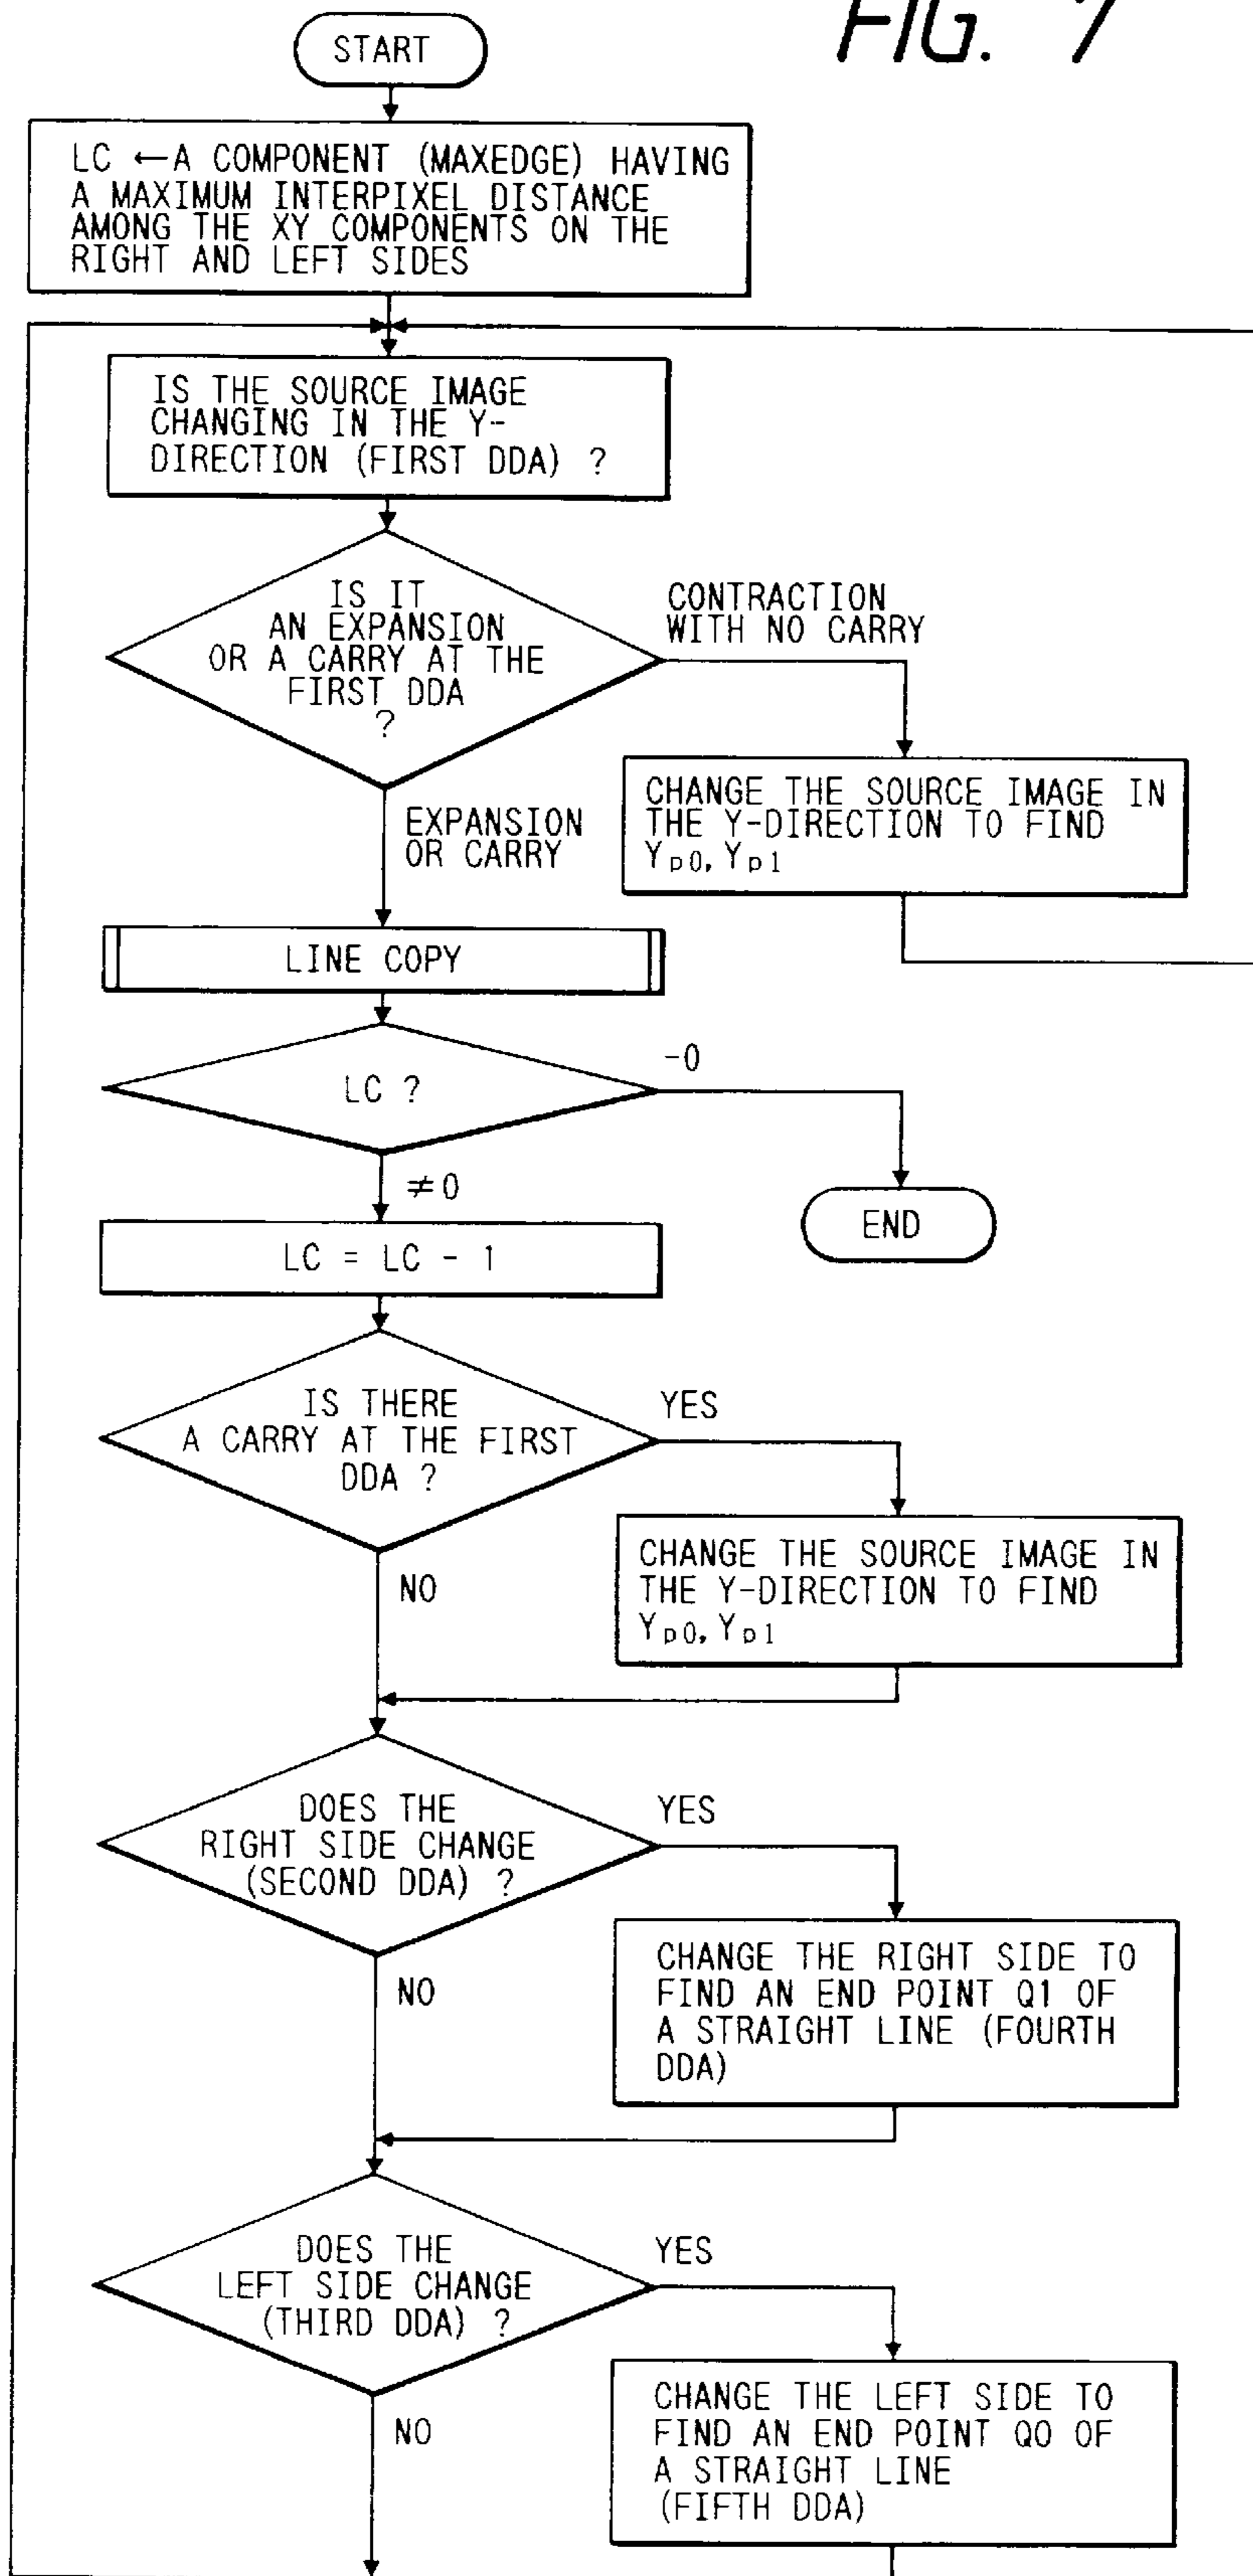 FIG. 7
START
LC ←A COMPONENT (MAXEDGE) HAVING
A MAXIMUM INTERPIXEL DISTANCE
AMONG THE XY COMPONENTS ON THE
RIGHT AND LEFT SIDES
IS THE SOURCE IMAGE
CHANGING IN THE Y-
DIRECTION (FIRST DDA) ?
IS IT
AN EXPANSION
OR A CARRY AT THE
FIRST DDA
?
CONTRACTION
WITH NO CARRY
CHANGE THE SOURCE IMAGE IN
THE Y-DIRECTION TO FIND
Yp0, Yp1
EXPANSION
OR CARRY
LINE COPY
LC ?
-0
END
≠0
LC = LC - 1
IS THERE
A CARRY AT THE FIRST
DDA ?
YES
CHANGE THE SOURCE IMAGE IN
THE Y-DIRECTION TO FIND
Yp0, Yp1
NO
DOES THE
RIGHT SIDE CHANGE
(SECOND DDA) ?
YES
CHANGE THE RIGHT SIDE TO
FIND AN END POINT Q1 OF
A STRAIGHT LINE (FOURTH
DDA)
NO
DOES THE
LEFT SIDE CHANGE
(THIRD DDA) ?
YES
CHANGE THE LEFT SIDE TO
FIND AN END POINT Q0 OF
A STRAIGHT LINE
(FIFTH DDA)
NO